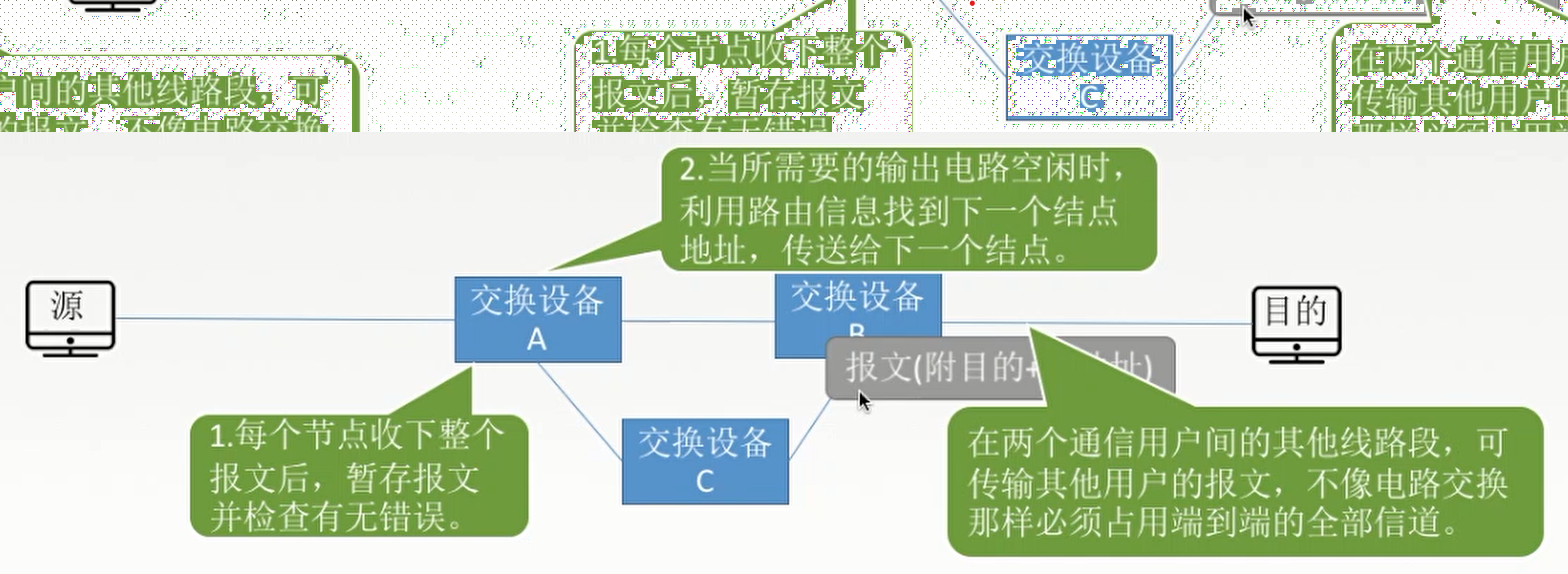 1.每个节点收下整个
报文后，暂存报文
并检查有无错误
交换设备
C
在两个通信用
传输其他用户
那样必须占用
户间的其他线路段，可
的报文，不像电路交换
2.当所需要的输出电路空闲时，
利用路由信息找到下一个结点
地址，传送给下一个结点。
源
交换设备
A
交换设备
B
目的
报文(附目的+
址)
1.每个节点收下整个
报文后，暂存报文
并检查有无错误。
交换设备
C
在两个通信用户间的其他线路段，可
传输其他用户的报文，不像电路交换
那样必须占用端到端的全部信道。